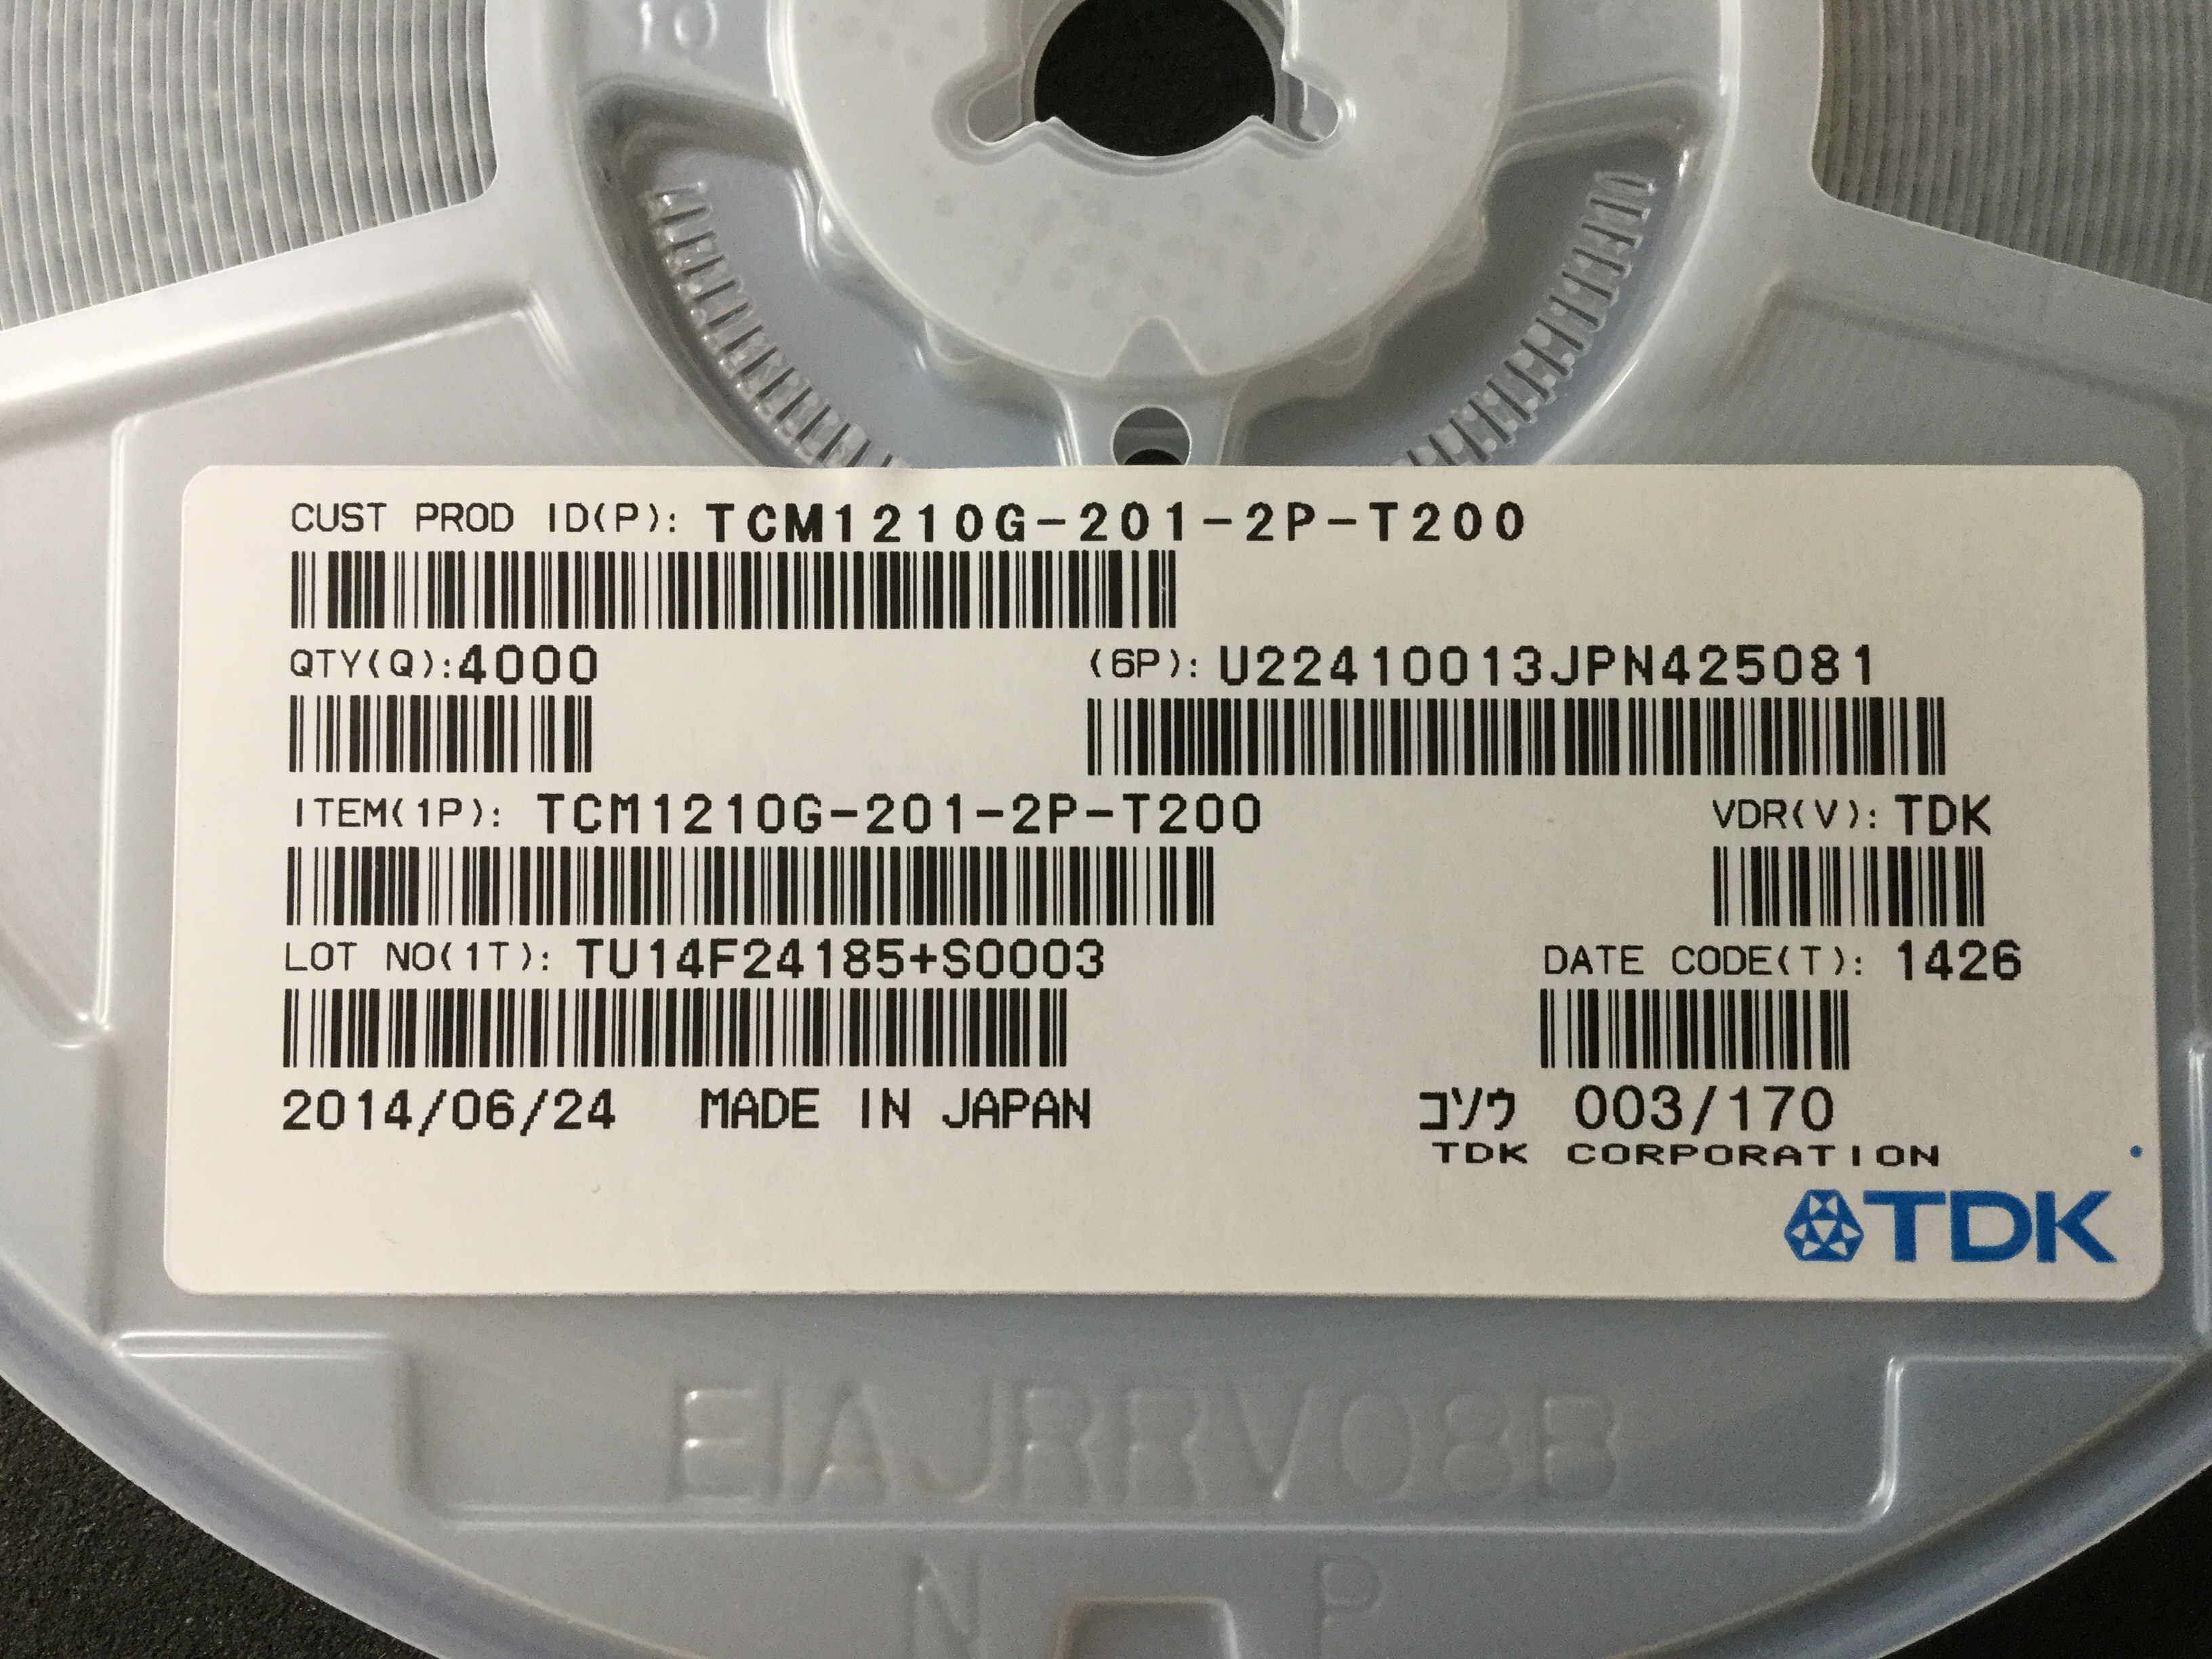 10
CUST PROD ID(P): TCM1210G-201-2P-T200
QTY(Q):4000
(6P): U22410013JPN425081
ITEM(1P): TCM1210G-201-2P-T200
VDR(V): TDK
LOT NO(1T): TU14F24185+S0003
DATE CODE(T): 1426
2014/06/24 MADE IN JAPAN
コソウ 003/170
TDK CORPORATION
TDK
EIAJRRV08B
N P